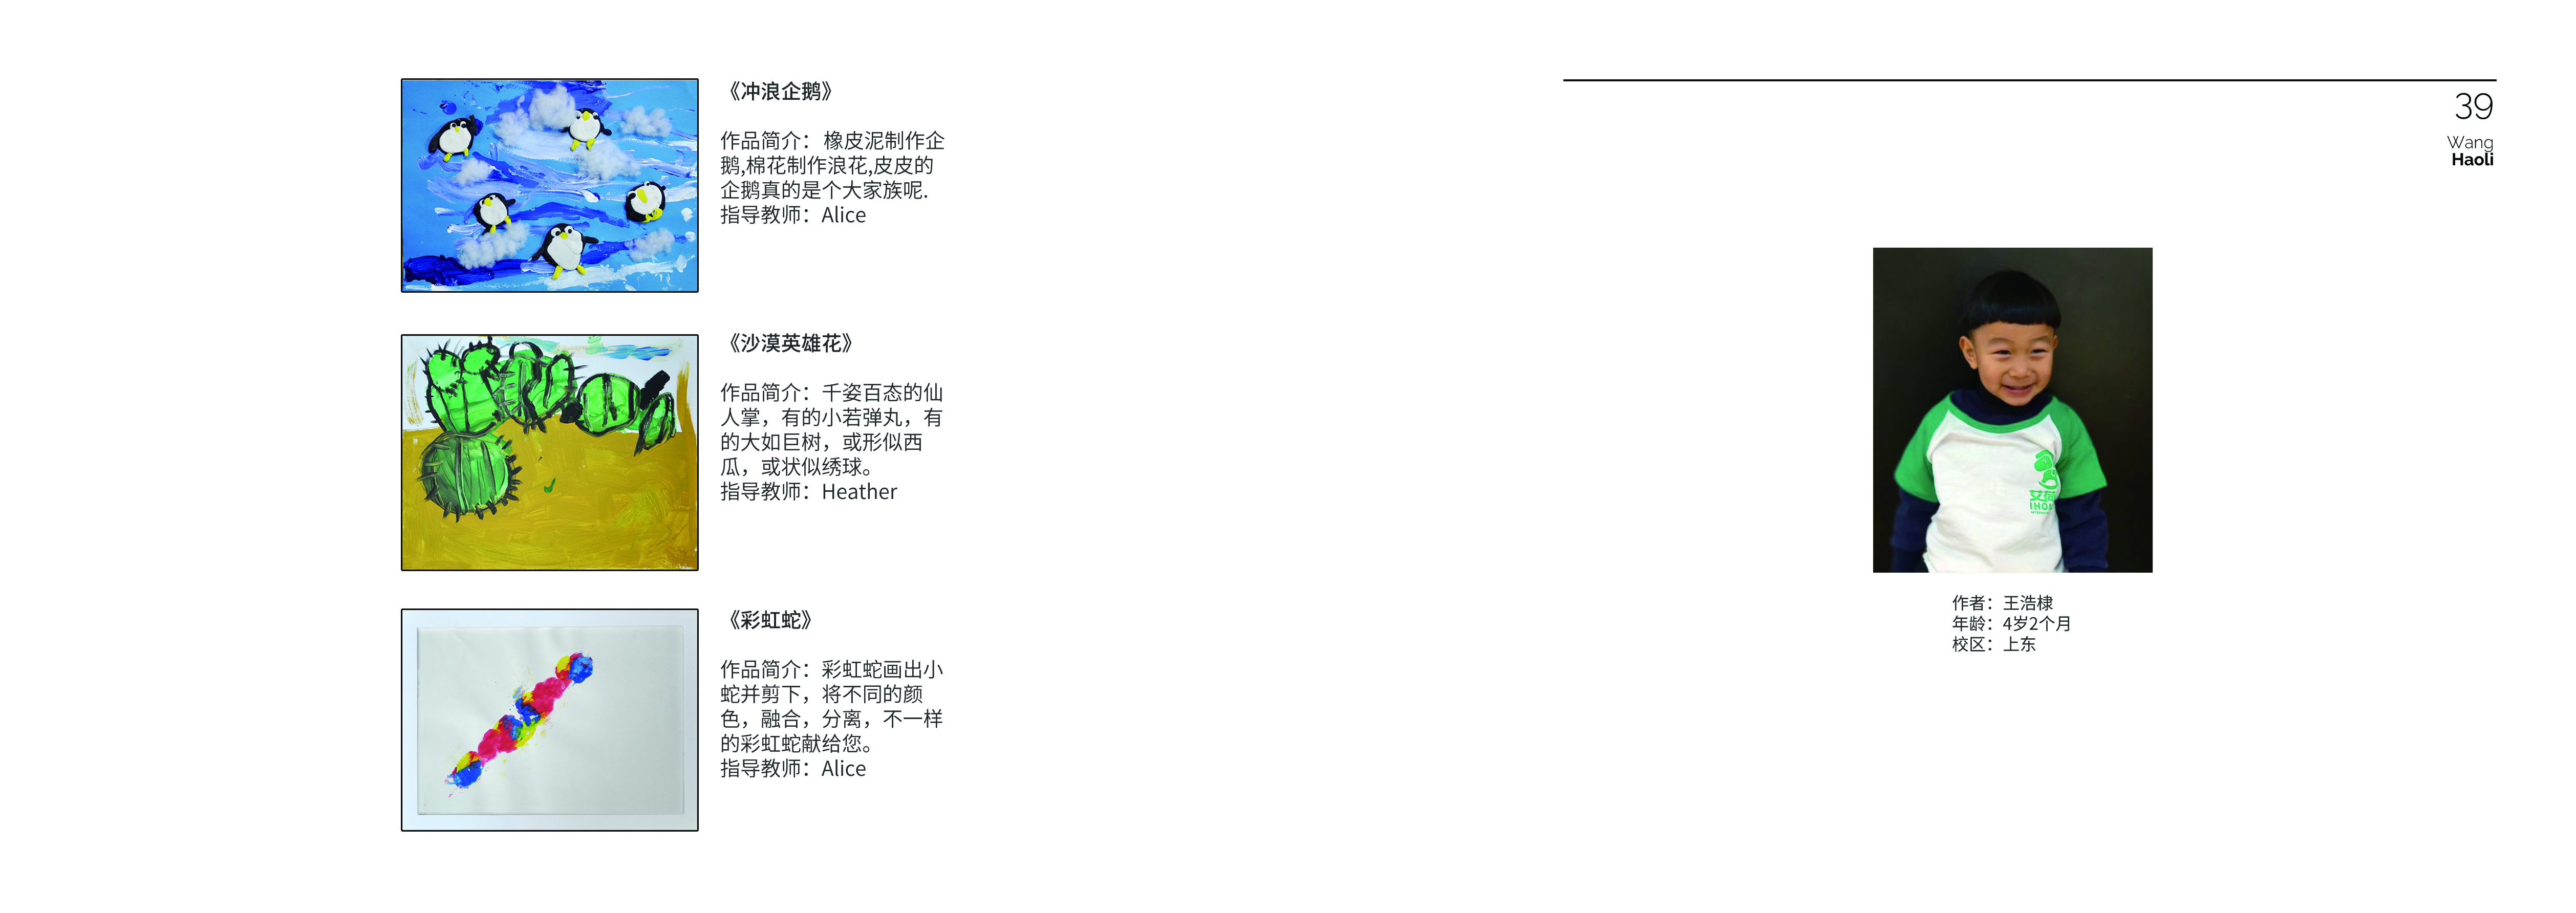 《冲浪企鹅》
作品简介：橡皮泥制作企
鹅,棉花制作浪花,皮皮的
企鹅真的是个大家族呢.
指导教师：Alice
《沙漠英雄花》
作品简介：千姿百态的仙
人掌，有的小若弹丸，有
的大如巨树，或形似西
瓜，或状似绣球。
指导教师：Heather
《彩虹蛇》
作品简介：彩虹蛇画出小
蛇并剪下，将不同的颜
色，融合，分离，不一样
的彩虹蛇献给您。
指导教师：Alice
39
Wang
Haoli
作者：王浩棣
年龄：4岁2个月
校区：上东